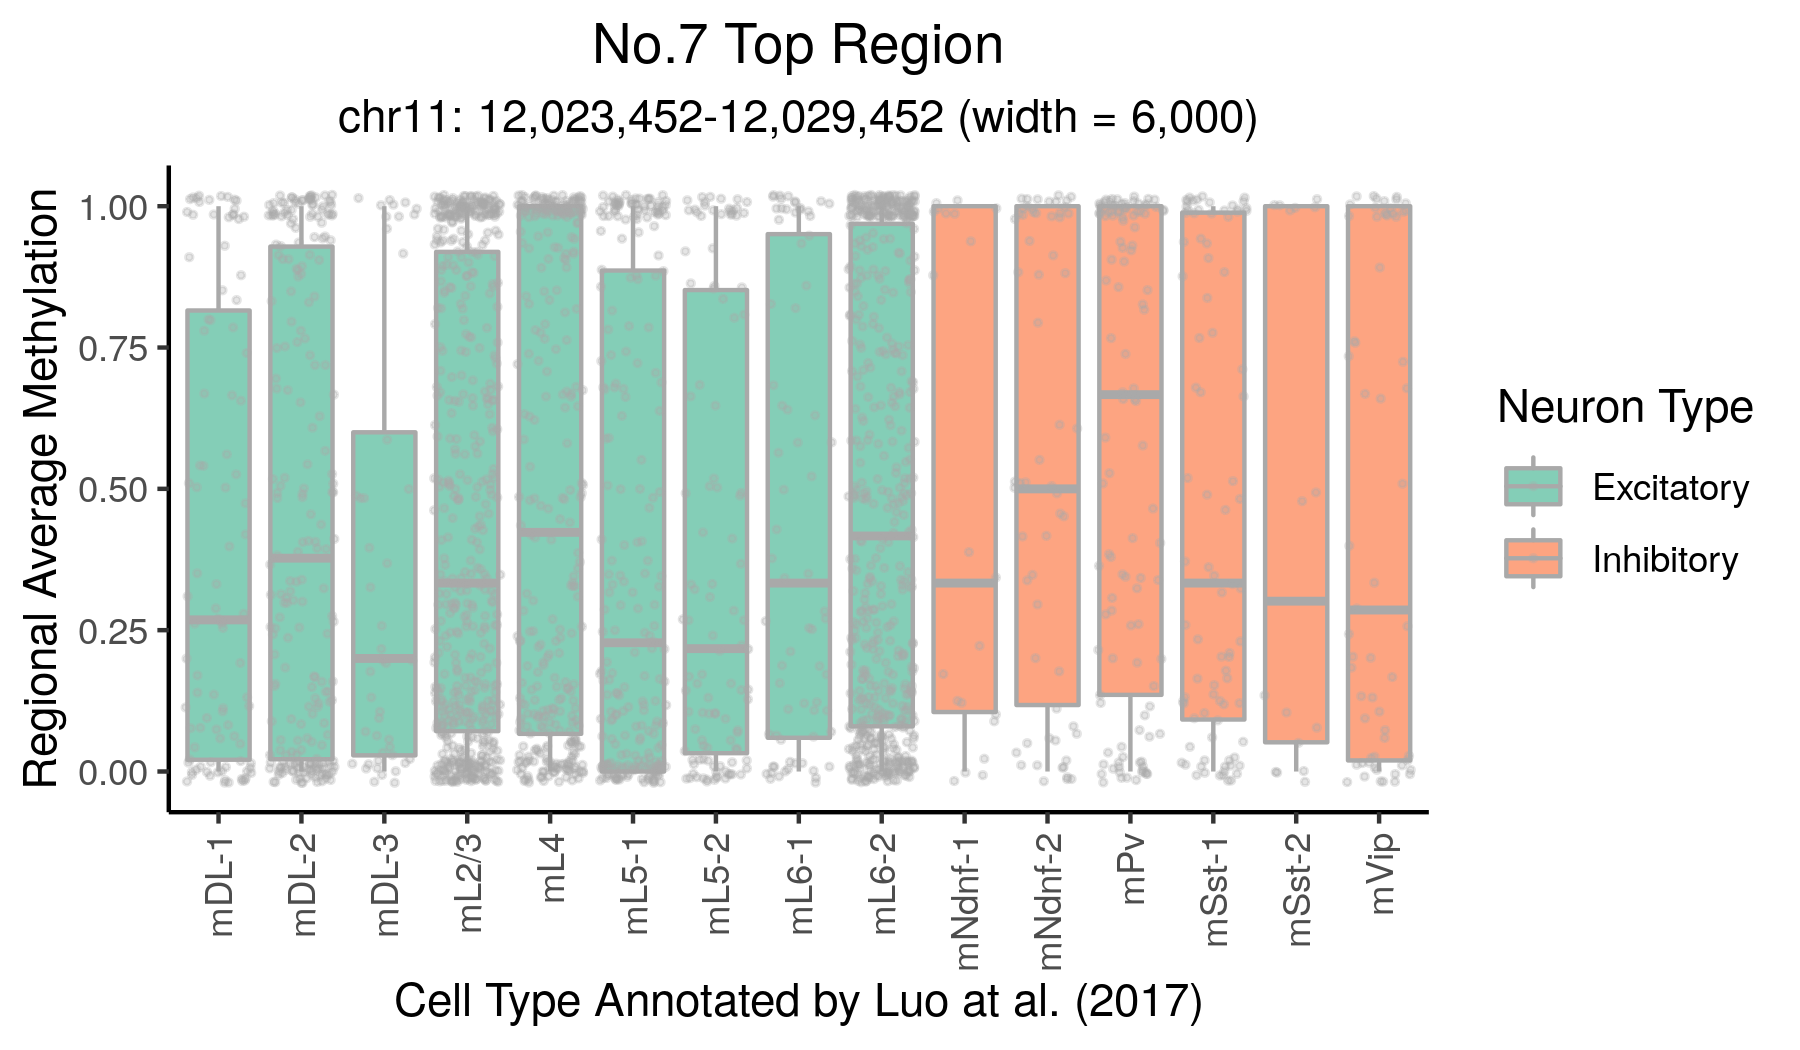 No.7 Top Region
chr11: 12,023,452-12,029,452 (width = 6,000)
Regional Average Methylation
1.00
0.75
0.50
0.25
0.00
mDL-1
mDL-2
mDL-3
mL2/3
mL4
mL5-1
mL5-2
mL6-1
mL6-2
mNdnf-1
mNdnf-2
mPv
mSst-1
mSst-2
mVip
Cell Type Annotated by Luo at al. (2017)
Neuron Type
Excitatory
Inhibitory